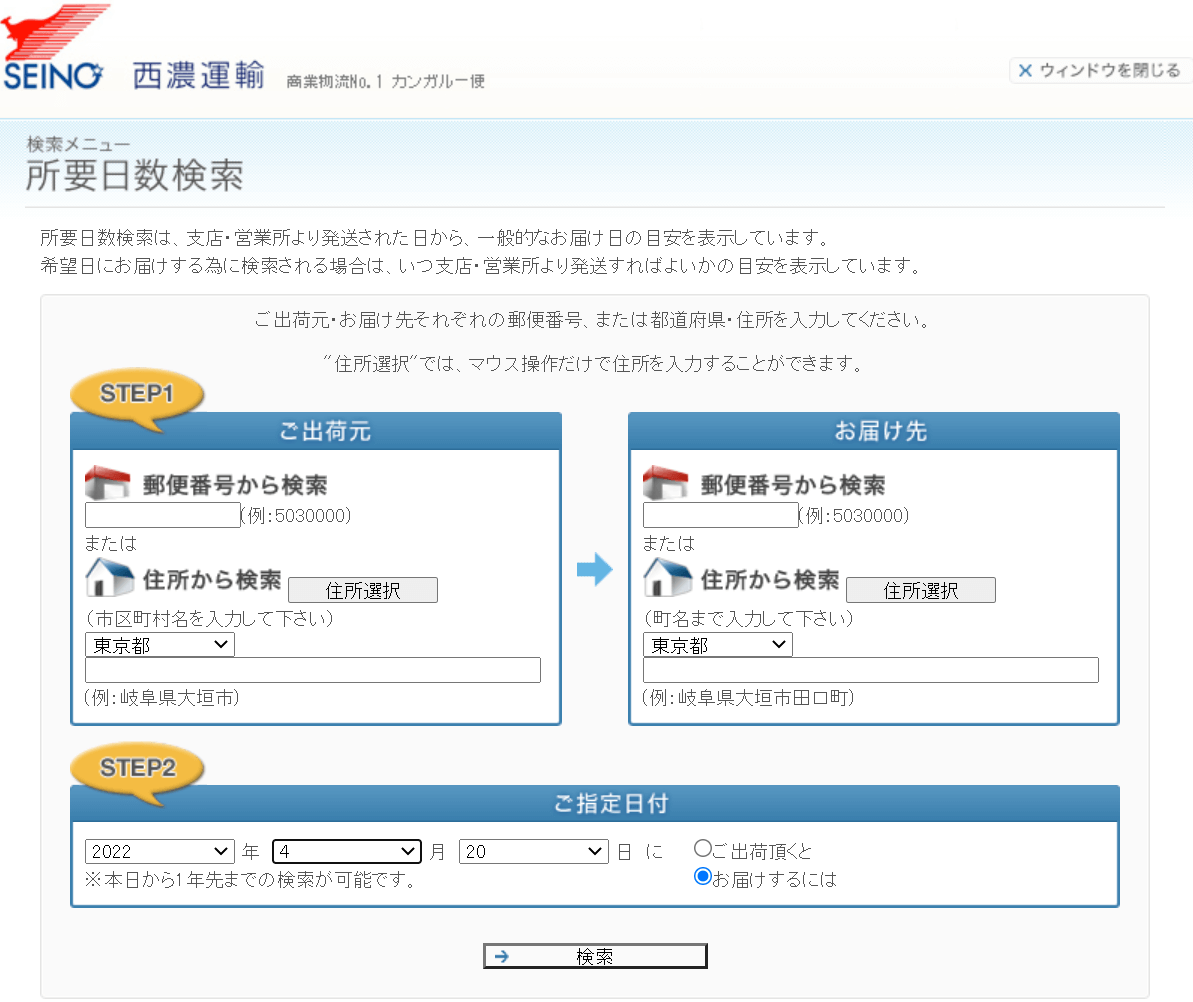 SEINO 西濃運輸 商業物流No.1 カンガルー便
ウィンドウを閉じる
検索メニュー
所要日数検索
所要日数検索は、支店・営業所より発送された日から、一般的なお届け日の目安を表示しています。
希望日にお届けする為に検索される場合は、いつ支店・営業所より発送すればよいかの目安を表示しています。
ご出荷元・お届け先それぞれの郵便番号、または都道府県・住所を入力してください。
"住所選択"では、マウス操作だけで住所を入力することができます。
STEP1
ご出荷元
郵便番号から検索
(例:5030000)
または
住所から検索 住所選択
(市区町村名を入力して下さい)
東京都
(例:岐阜県大垣市)
お届け先
郵便番号から検索
(例:5030000)
または
住所から検索 住所選択
(町名まで入力して下さい)
東京都
(例:岐阜県大垣市田口町)
STEP2
ご指定日付
2022 年 4 月 20 日 に ご出荷頂くと
※本日から1年先までの検索が可能です。 お届けするには
検索